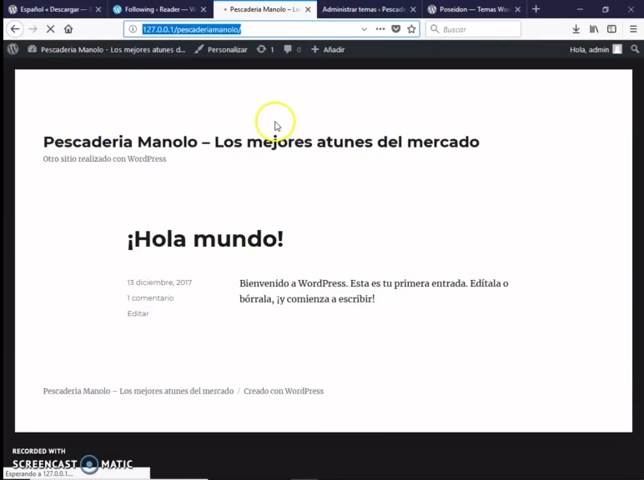 Español « Descargar —
Following ‹ Reader — W
Pescaderia Manolo – Los
Administrar temas ‹ Pescad
Poseidon — Temas Wor
127.0.0.1/pescaderiamanolo/
Buscar
Pescaderia Manolo - Los mejores atunes d...
Personalizar
0
Añadir
Hola, admin
Pescaderia Manolo – Los mejores atunes del mercado
Otro sitio realizado con WordPress
¡Hola mundo!
13 diciembre, 2017
1 comentario
Editar
Bienvenido a WordPress. Esta es tu primera entrada. Edítala o
bórrala, ¡y comienza a escribir!
Pescaderia Manolo – Los mejores atunes del mercado / Creado con WordPress
RECORDED WITH
SCREENCAST MATIC
Esperando a 127.0.0.1...